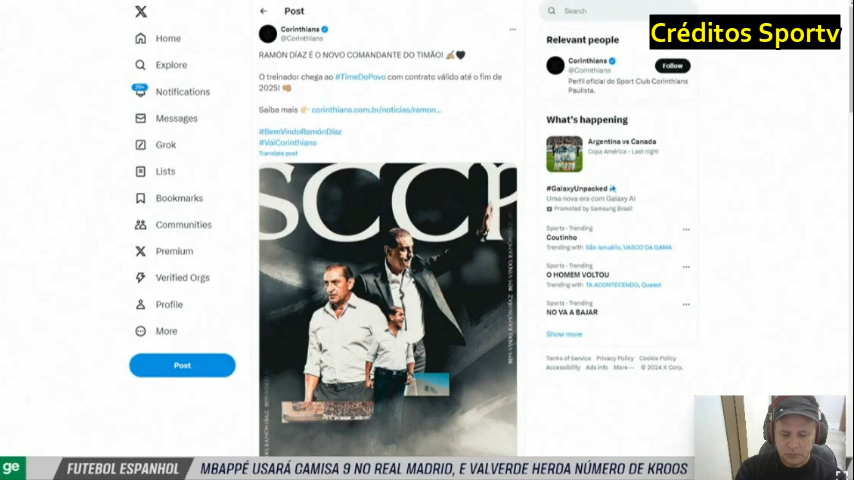 Post
Corinthians
@Corinthians
RAMÓN DÍAZ É O NOVO COMANDANTE DO TIMÃO!
O treinador chega ao #TimeDoPovo com contrato válido até o fim de
2025!
Saiba mais 👉🏻 corinthians.com.br/noticias/ramon...
#BemVindoRamónDíaz
#VaiCorinthians
Translate post
SCCP
Home
Explore
20+
Notifications
Messages
Grok
Lists
Bookmarks
Communities
Premium
Verified Orgs
Profile
More
Post
Search
Créditos Sportv
Relevant people
Corinthians
@Corinthians
Follow
Perfil oficial do Sport Club Corinthians
Paulista.
What's happening
Argentina vs Canada
Copa América · Last night
#GalaxyUnpacked
Uma nova era com Galaxy AI
Promoted by Samsung Brasil
Sports · Trending
Coutinho
Trending with São Januário, VASCO DA GAMA
Sports · Trending
O HOMEM VOLTOU
Trending with TA ACONTECENDO, Quaest
Sports · Trending
NO VA A BAJAR
Show more
Terms of Service Privacy Policy Cookie Policy
Accessibility Ads info More ... © 2024 X Corp.
ge
FUTEBOL ESPANHOL
MBAPPÉ USARÁ CAMISA 9 NO REAL MADRID, E VALVERDE HERDA NÚMERO DE KROOS